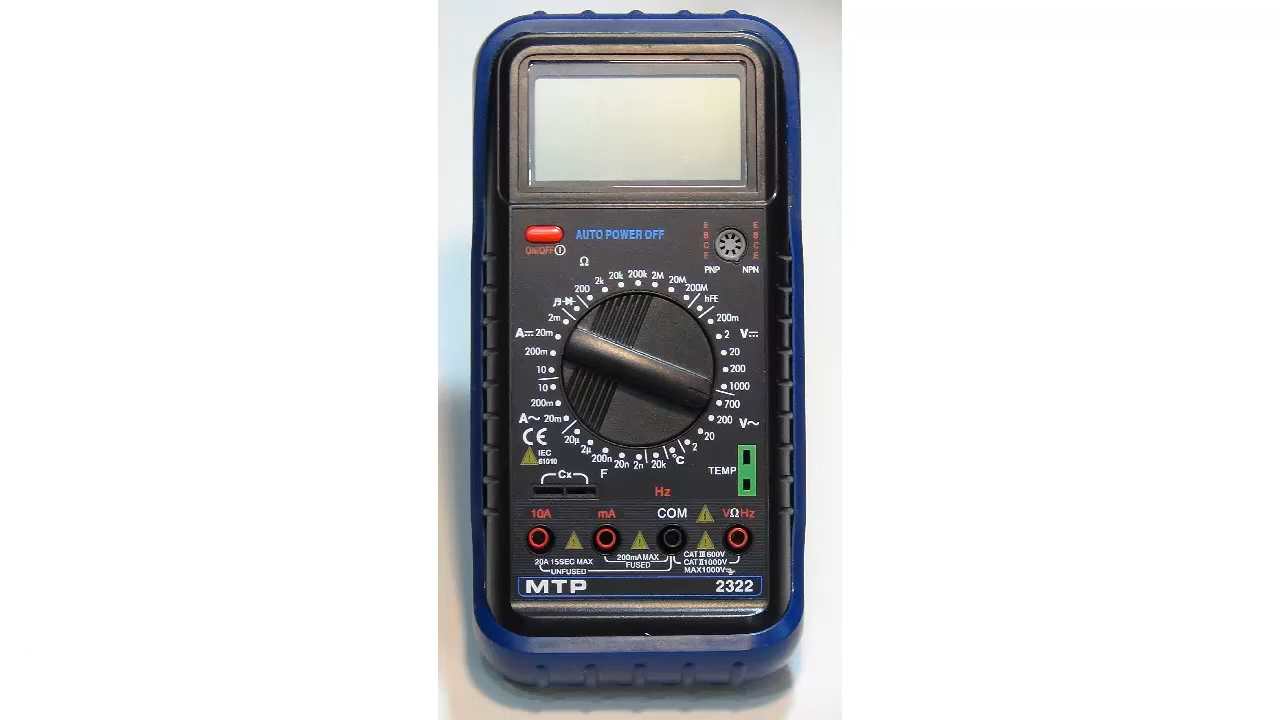 AUTO POWER OFF
ON/OFF
E B C E
E B C E
PNP NPN
Ω
200 2k 20k 200k 2M 20M 200M
hFE
2m
200m
A 20m
2 V
200m
20
10
200
10
1000
200m
700
A~ 20m
200 V~
20µ
20
2µ
2
200n 20n 2n 20k °C
CE
IEC
61010
F
Cx
TEMP
Hz
10A mA COM VΩHz
20A 15SEC MAX
UNFUSED
200mA MAX
FUSED
CAT III 600V
CAT II 1000V
MAX 1000V
MTP 2322